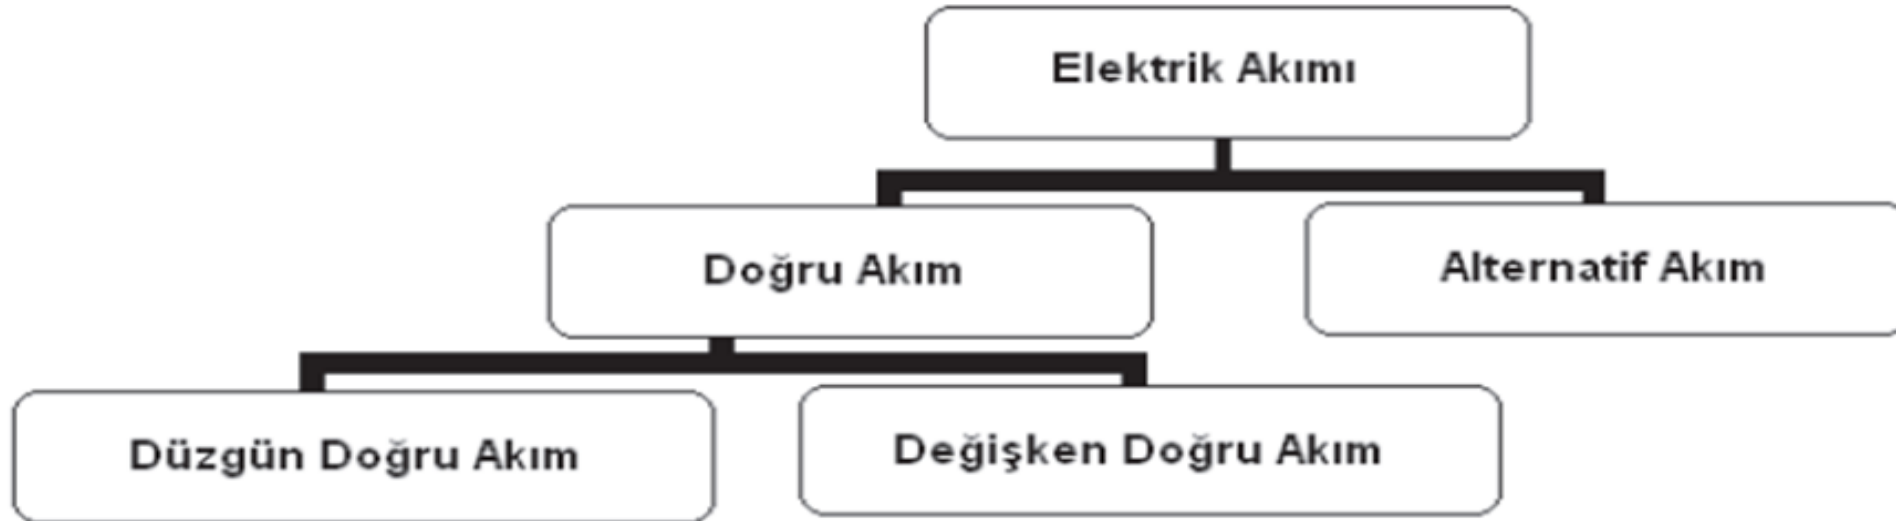 Elektrik Akımı
Doğru Akım
Alternatif Akım
Düzgün Doğru Akım
Değişken Doğru Akım